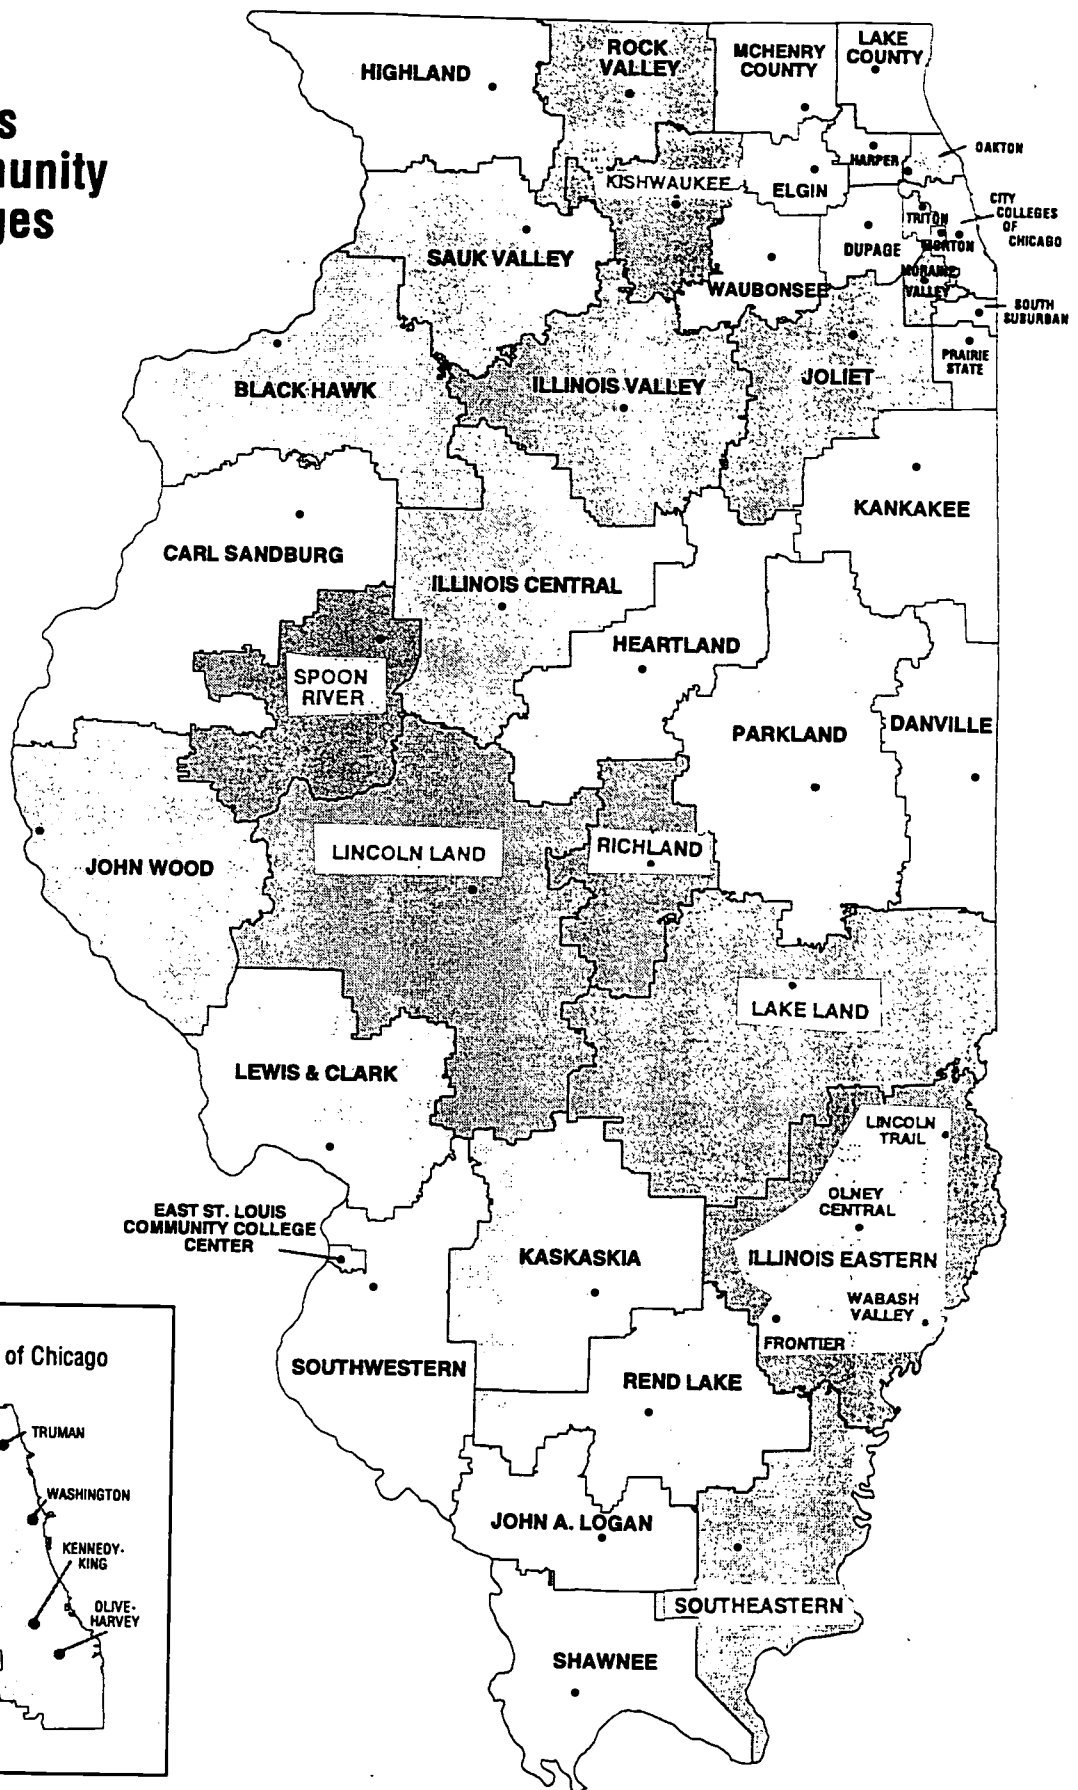 s
munity
ges
HIGHLAND
ROCK
VALLEY
MCHENRY
COUNTY
LAKE
COUNTY
HARPER
OAKTON
KISHWAUKEE
ELGIN
CITY
COLLEGES
OF
CHICAGO
TRITON
DUPAGE
MORTON
SAUK VALLEY
WAUBONSEE
MORAINE
VALLEY
SOUTH
SUBURBAN
PRAIRIE
STATE
BLACK HAWK
ILLINOIS VALLEY
JOLIET
KANKAKEE
CARL SANDBURG
ILLINOIS CENTRAL
HEARTLAND
SPOON
RIVER
PARKLAND
DANVILLE
LINCOLN LAND
RICHLAND
JOHN WOOD
LAKE LAND
LEWIS & CLARK
LINCOLN
TRAIL
OLNEY
CENTRAL
EAST ST. LOUIS
COMMUNITY COLLEGE
CENTER
KASKASKIA
ILLINOIS EASTERN
WABASH
VALLEY
FRONTIER
SOUTHWESTERN
REND LAKE
JOHN A. LOGAN
SOUTHEASTERN
SHAWNEE
of Chicago
TRUMAN
WASHINGTON
KENNEDY-
KING
OLIVE-
HARVEY